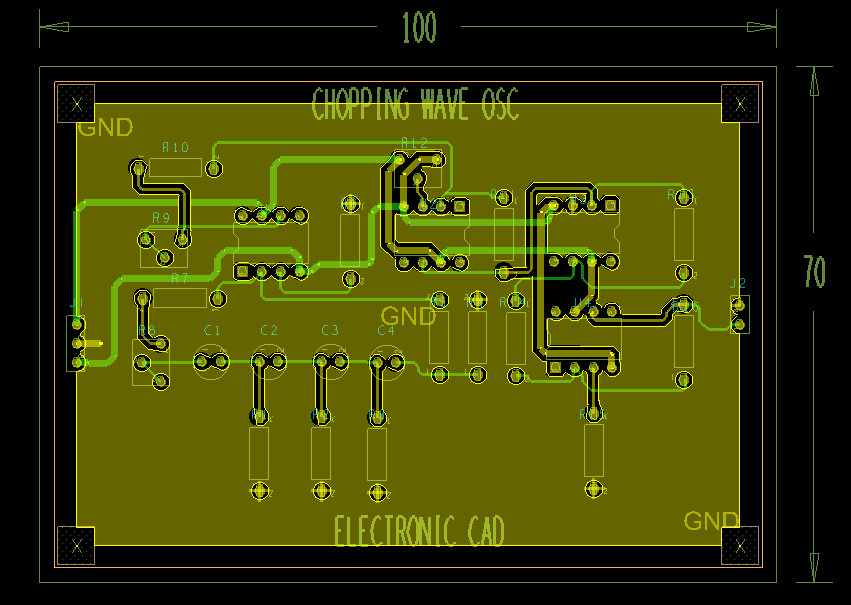 100
CHOPPING WAVE OSC
GND
R10
R12
R9
R7
J2
70
J1
GND
R8
C1
C2
C3
C4
GND
ELECTRONIC CAD